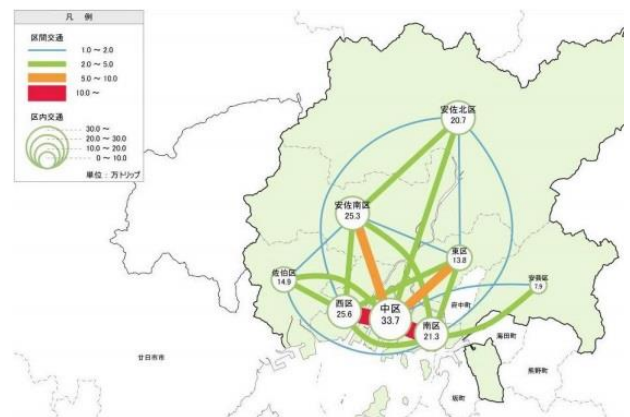 凡 例
区間交通
1.0～2.0
2.0～5.0
5.0～10.0
10.0～
区内交通
30.0～
20.0～30.0
10.0～20.0
0～10.0
単位：万トリップ
安佐北区
20.7
安佐南区
25.3
東区
13.8
佐伯区
14.9
安芸区
7.9
西区
25.6
中区
33.7
南区
21.3
府中町
海田町
廿日市市
熊野町
坂町